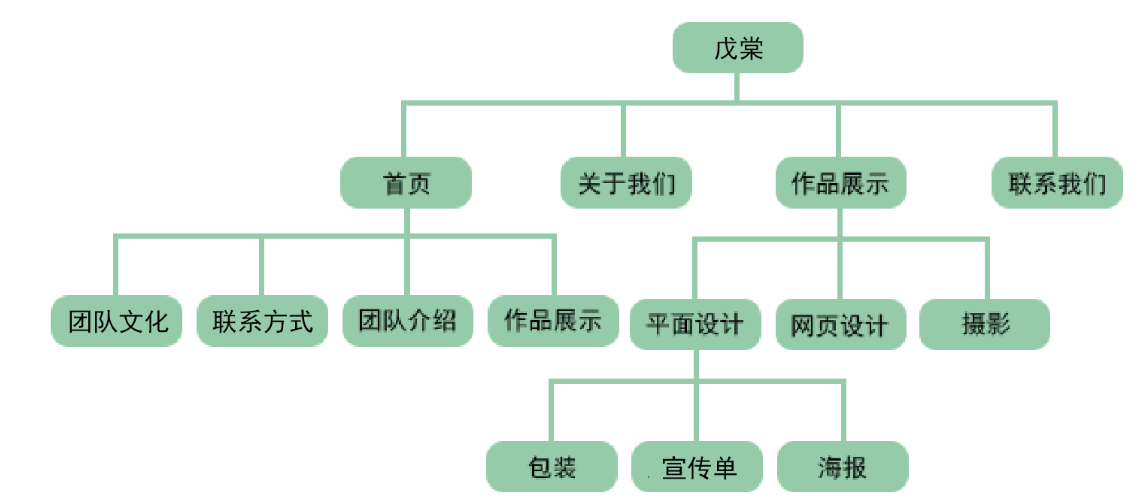 戊棠
首页
关于我们
作品展示
联系我们
团队文化
联系方式
团队介绍
作品展示
平面设计
网页设计
摄影
包装
宣传单
海报